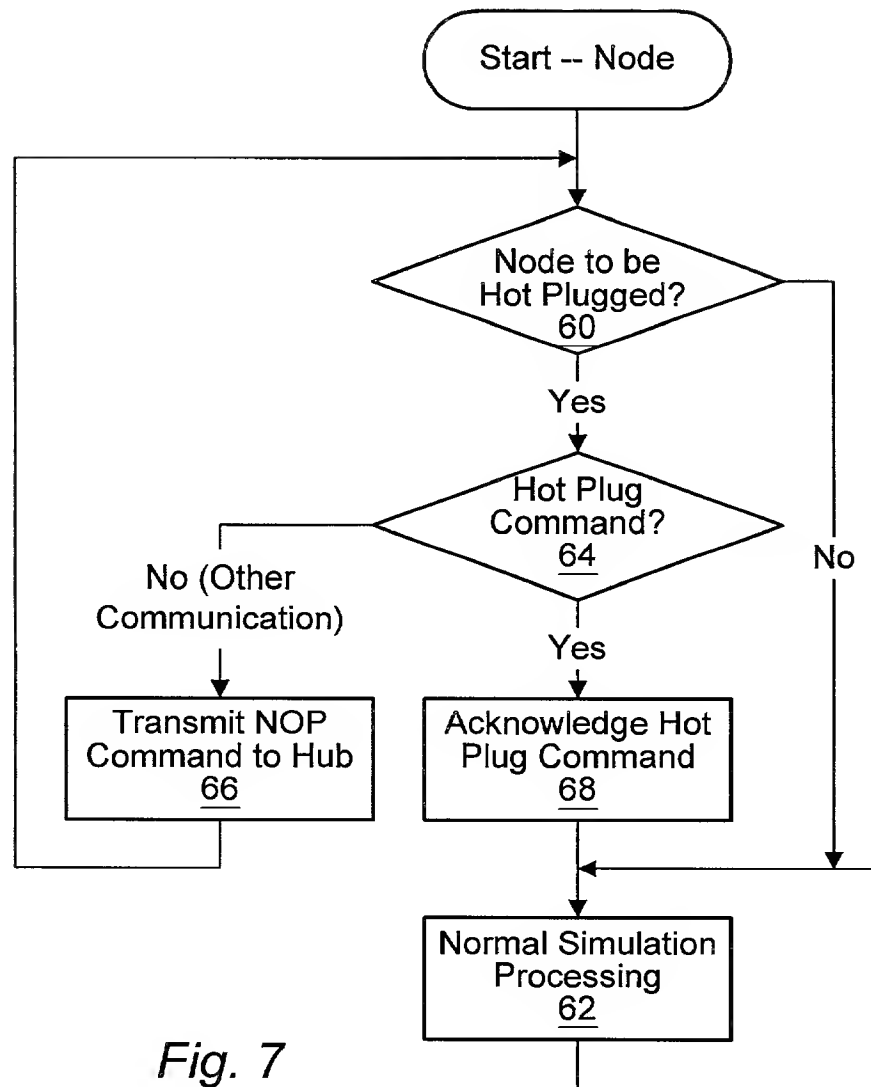 Start -- Node
Node to be
Hot Plugged?
60
Yes
Hot Plug
Command?
64
No
No (Other
Communication)
Yes
Transmit NOP
Command to Hub
66
Acknowledge Hot
Plug Command
68
Normal Simulation
Processing
62
Fig. 7